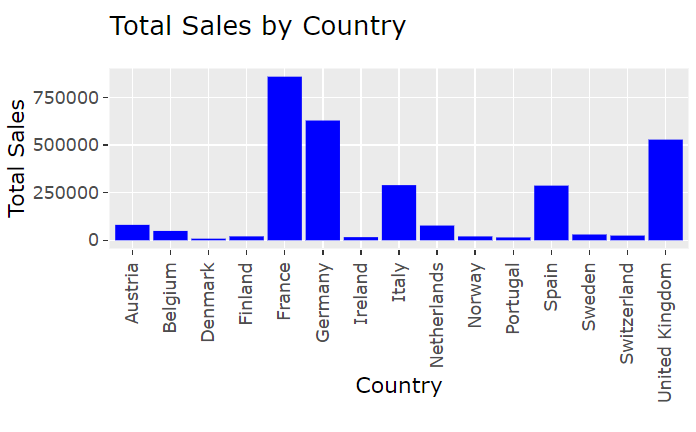 Total Sales by Country
Total Sales
750000
500000
250000
0
Austria
Belgium
Denmark
Finland
France
Germany
Ireland
Italy
Netherlands
Norway
Portugal
Spain
Sweden
Switzerland
United Kingdom
Country